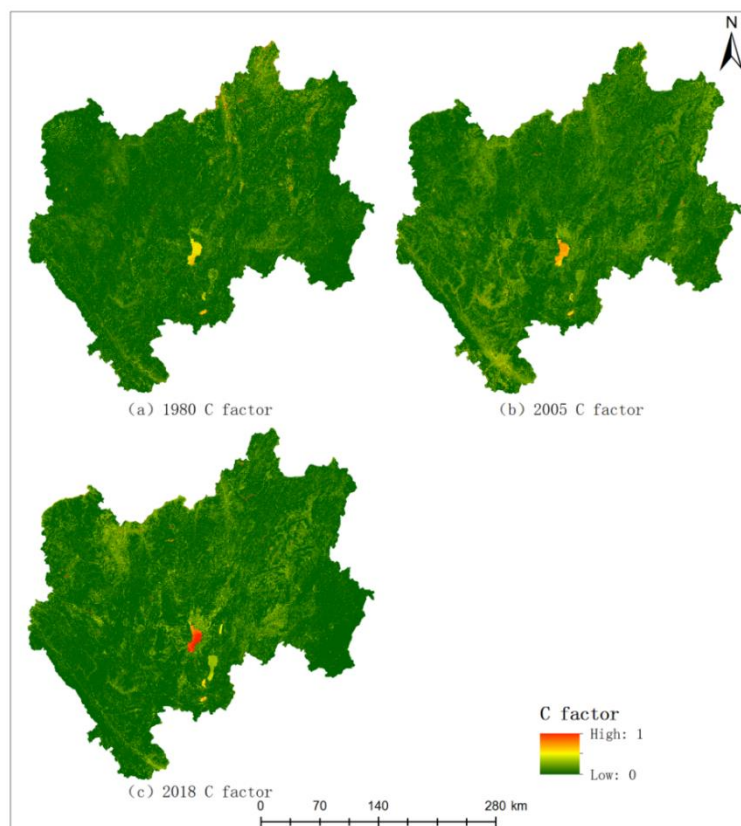 N
(a) 1980 C factor
(b) 2005 C factor
(c) 2018 C factor
C factor
High: 1
Low: 0
0 70 140 280 km